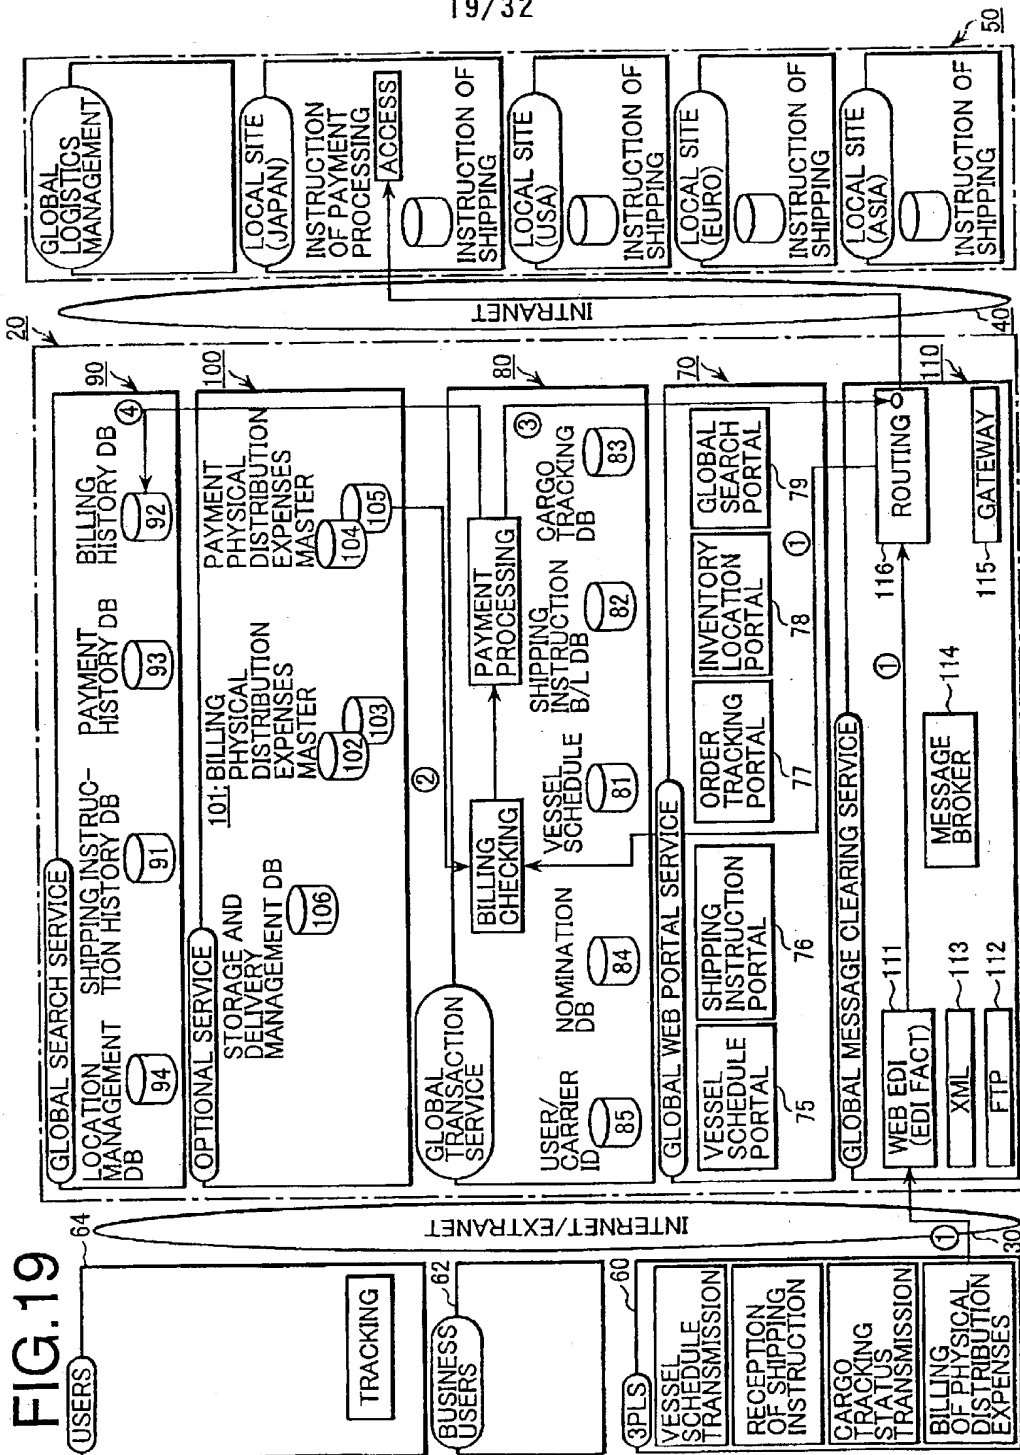 19/32
FIG.19
USERS
64
TRACKING
BUSINESS
USERS
62
3PLS
60
VESSEL
SCHEDULE
TRANSMISSION
RECEPTION
OF SHIPPING
INSTRUCTION
CARGO
TRACKING
STATUS
TRANSMISSION
BILLING
OF PHYSICAL
DISTRIBUTION
EXPENSES
INTERNET/EXTRANET
①
30
20
GLOBAL SEARCH SERVICE
90
LOCATION
MANAGEMENT
DB
94
SHIPPING INSTRUC-
TION HISTORY DB
91
PAYMENT
HISTORY DB
93
BILLING
HISTORY DB
92
④
OPTIONAL SERVICE
100
STORAGE AND
DELIVERY
MANAGEMENT DB
106
101: BILLING
PHYSICAL
DISTRIBUTION
EXPENSES
MASTER
102
103
PAYMENT
PHYSICAL
DISTRIBUTION
EXPENSES
MASTER
104
105
GLOBAL
TRANSACTION
SERVICE
80
②
BILLING
CHECKING
PAYMENT
PROCESSING
③
USER/
CARRIER
ID
85
NOMINATION
DB
84
VESSEL
SCHEDULE
81
SHIPPING
INSTRUCTION
B/L DB
82
CARGO
TRACKING
DB
83
GLOBAL WEB PORTAL SERVICE
70
VESSEL
SCHEDULE
PORTAL
75
SHIPPING
INSTRUCTION
PORTAL
76
ORDER
TRACKING
PORTAL
77
INVENTORY
LOCATION
PORTAL
78
GLOBAL
SEARCH
PORTAL
79
①
GLOBAL MESSAGE CLEARING SERVICE
110
WEB EDI
(EDI FACT)
111
XML
113
FTP
112
①
MESSAGE
BROKER
114
ROUTING
116
GATEWAY
115
INTRANET
40
50
GLOBAL
LOGISTICS
MANAGEMENT
LOCAL SITE
(JAPAN)
INSTRUCTION
OF PAYMENT
PROCESSING
ACCESS
INSTRUCTION OF
SHIPPING
LOCAL SITE
(USA)
INSTRUCTION OF
SHIPPING
LOCAL SITE
(EURO)
INSTRUCTION OF
SHIPPING
LOCAL SITE
(ASIA)
INSTRUCTION OF
SHIPPING